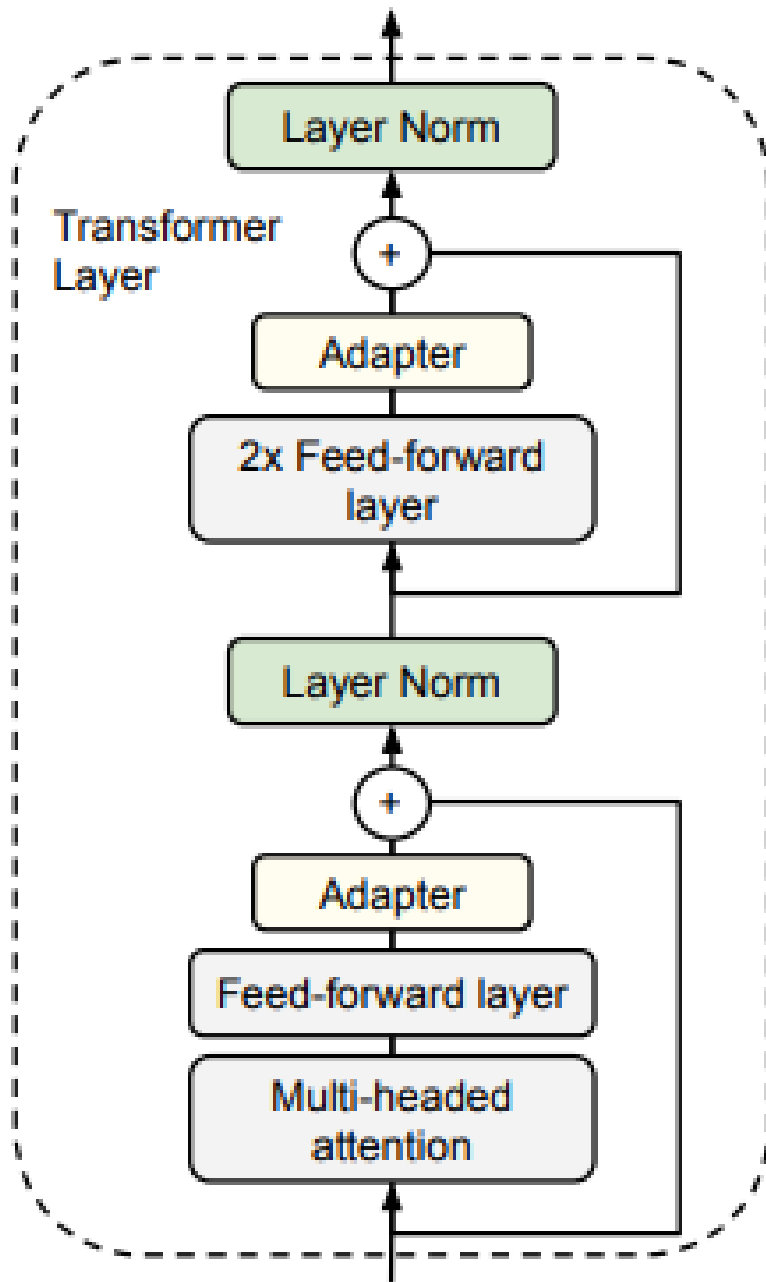 Layer Norm
Transformer
Layer
+
Adapter
2x Feed-forward
layer
Layer Norm
+
Adapter
Feed-forward layer
Multi-headed
attention